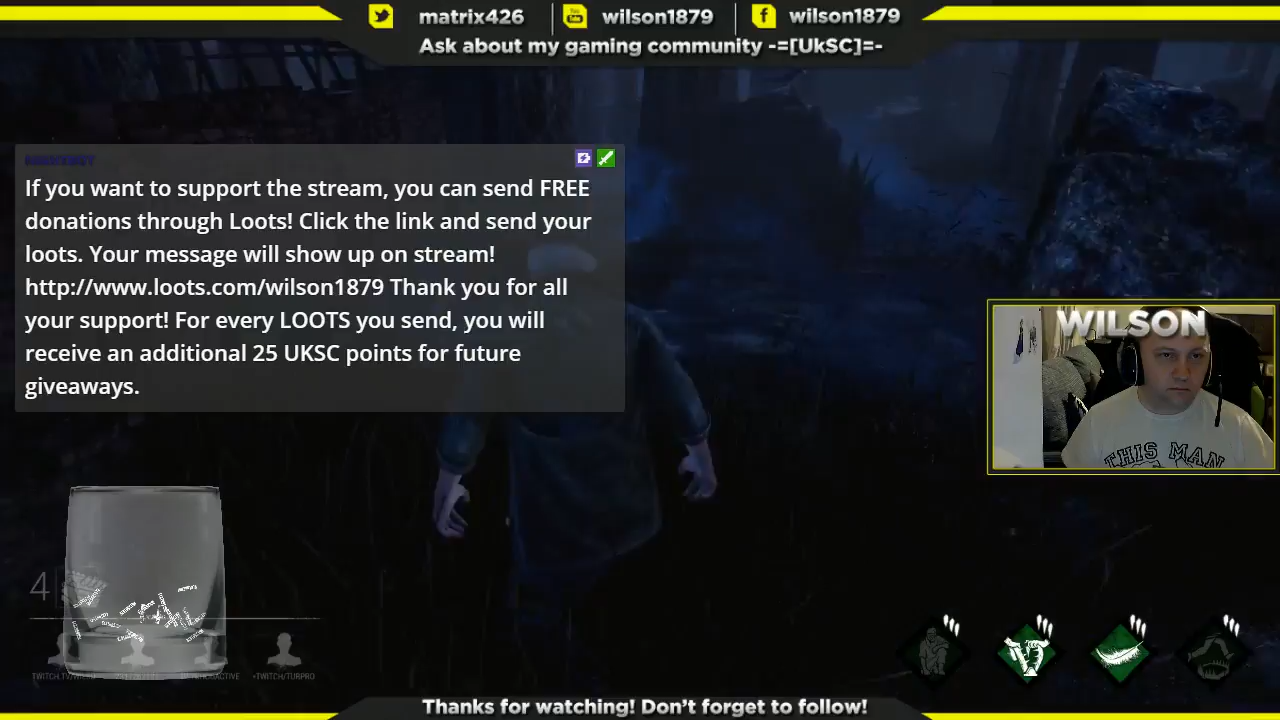 matrix426
wilson1879
wilson1879
Ask about my gaming community -=[UkSC]=-
If you want to support the stream, you can send FREE
donations through Loots! Click the link and send your
loots. Your message will show up on stream!
http://www.loots.com/wilson1879 Thank you for all
your support! For every LOOTS you send, you will
receive an additional 25 UKSC points for future
giveaways.
WILSON
THIS MAN
4
+TWITCH/TURPRO
Thanks for watching! Don't forget to follow!